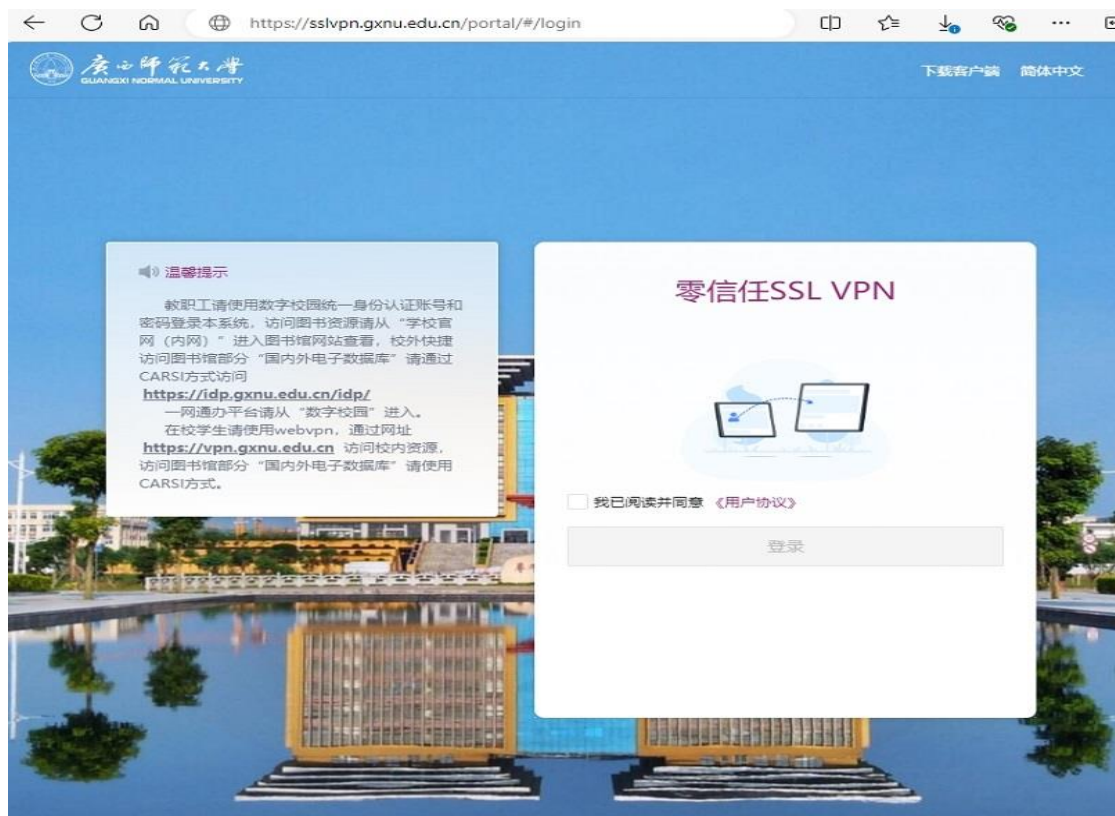 https://sslvpn.gxnu.edu.cn/portal/#/login
广西师范大学
GUANGXI NORMAL UNIVERSITY
下载客户端 简体中文
温馨提示
教职工请使用数字校园统一身份认证账号和
密码登录本系统，访问图书资源请从“学校官
网（内网）”进入图书馆网站查看，校外快捷
访问图书馆部分“国内外电子数据库”请通过
CARSI方式访问
https://idp.gxnu.edu.cn/idp/
一网通办平台请从“数字校园”进入。
在校学生请使用webvpn，通过网址
https://vpn.gxnu.edu.cn 访问校内资源，
访问图书馆部分“国内外电子数据库”请使用
CARSI方式。
零信任SSL VPN
我已阅读并同意 《用户协议》
登录